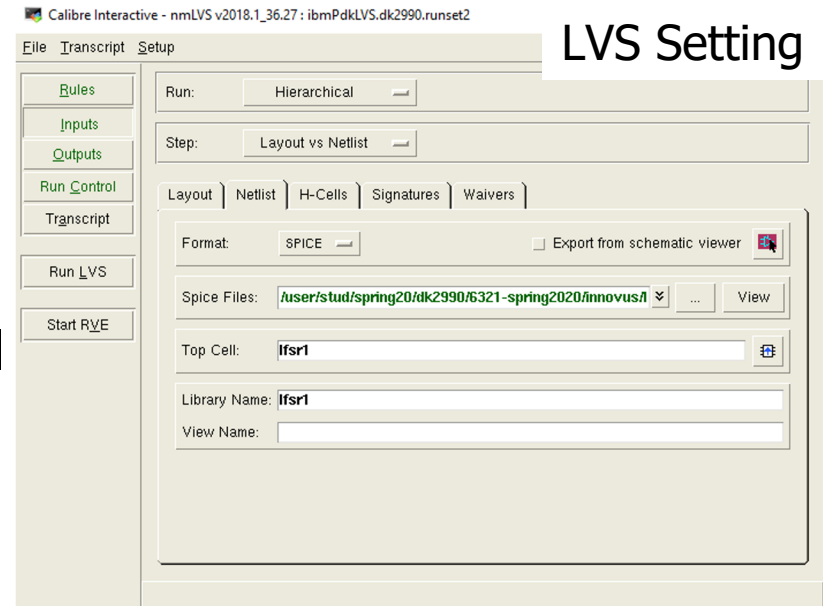 Calibre Interactive - nmLVS v2018.1_36.27 : ibmPdkLVS.dk2990.runset2
LVS Setting
File Transcript Setup
Rules
Inputs
Outputs
Run Control
Transcript
Run LVS
Start RVE
Run: Hierarchical
Step: Layout vs Netlist
Layout Netlist H-Cells Signatures Waivers
Format: SPICE Export from schematic viewer
Spice Files: /user/stud/spring20/dk2990/6321-spring2020/innovus/l ... View
Top Cell: lfsr1
Library Name: lfsr1
View Name: